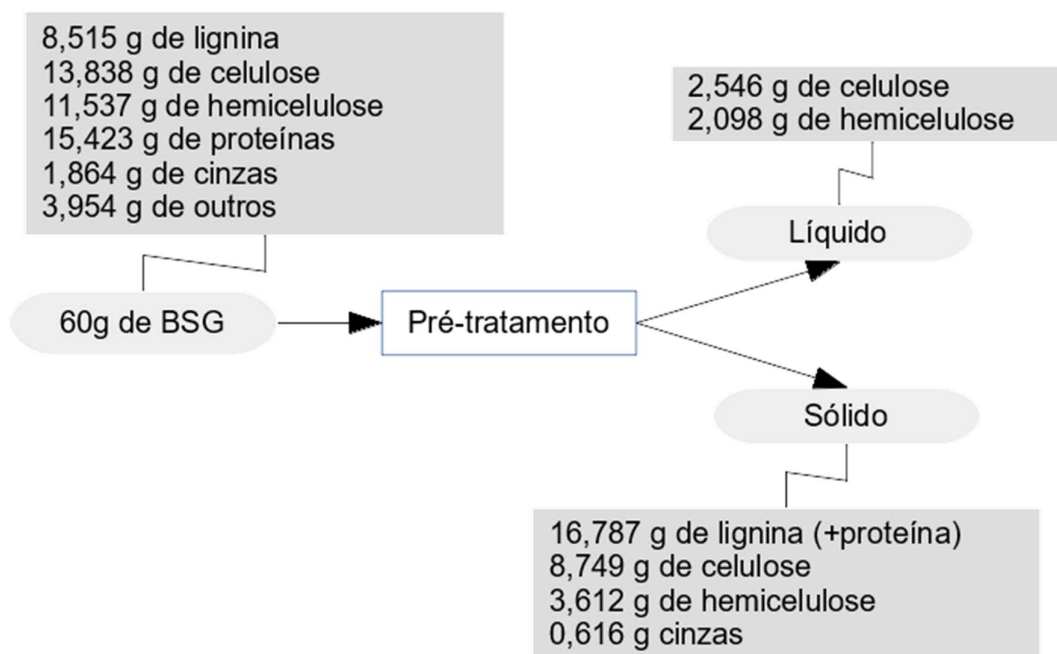 8,515 g de lignina
13,838 g de celulose
11,537 g de hemicelulose
15,423 g de proteínas
1,864 g de cinzas
3,954 g de outros
60g de BSG
Pré-tratamento
2,546 g de celulose
2,098 g de hemicelulose
Líquido
Sólido
16,787 g de lignina (+proteína)
8,749 g de celulose
3,612 g de hemicelulose
0,616 g cinzas